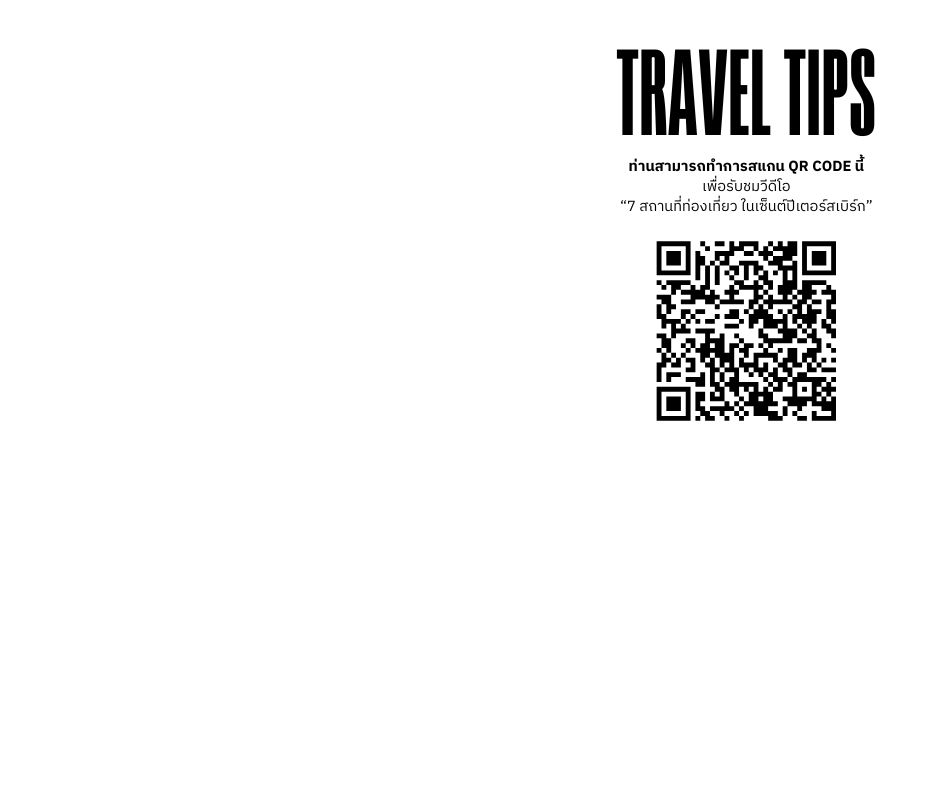 TRAVEL TIPS
ท่านสามารถทำการสแกน QR CODE นี้
เพื่อรับชมวีดีโอ
“7 สถานที่ท่องเที่ยว ในเซ็นต์ปีเตอร์สเบิร์ก”